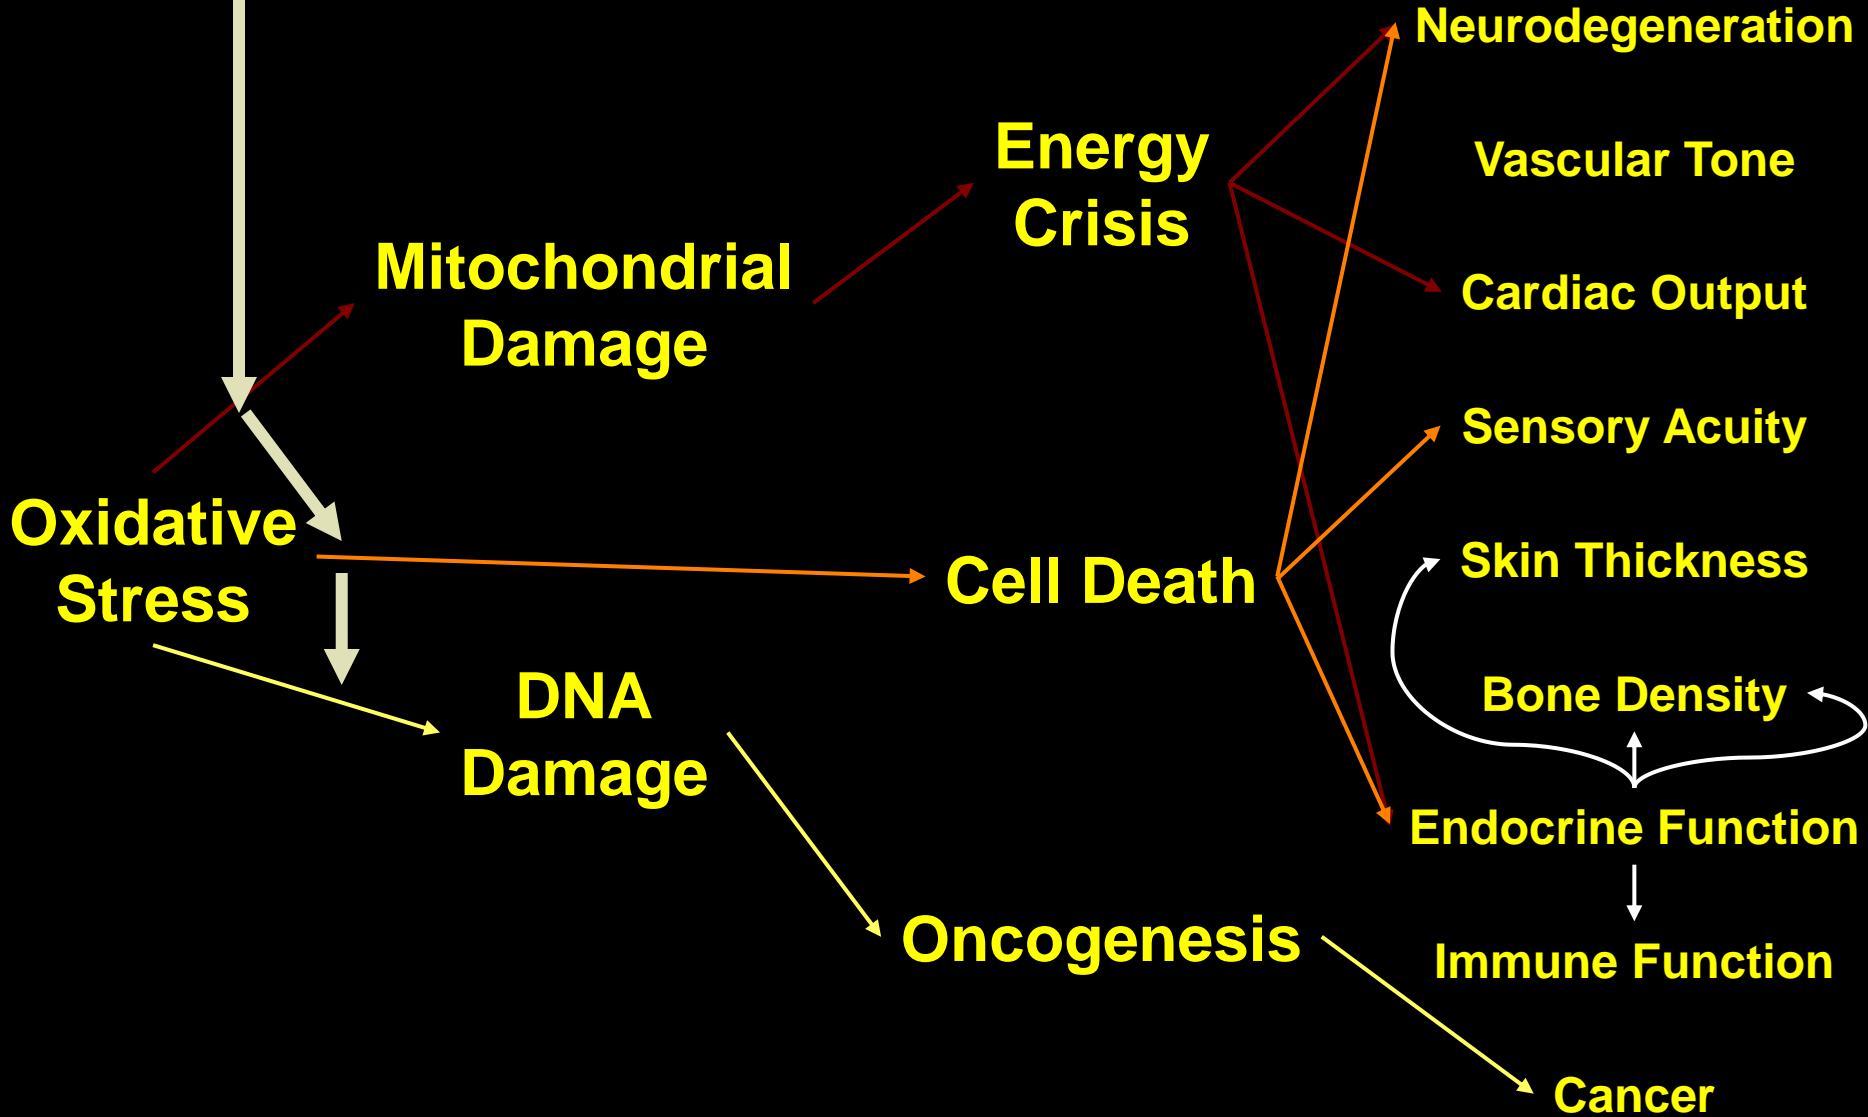 Neurodegeneration
Energy
Crisis
Vascular Tone
Mitochondrial
Damage
Cardiac Output
Sensory Acuity
Oxidative
Stress
Cell Death
Skin Thickness
DNA
Damage
Bone Density
Endocrine Function
Oncogenesis
Immune Function
Cancer